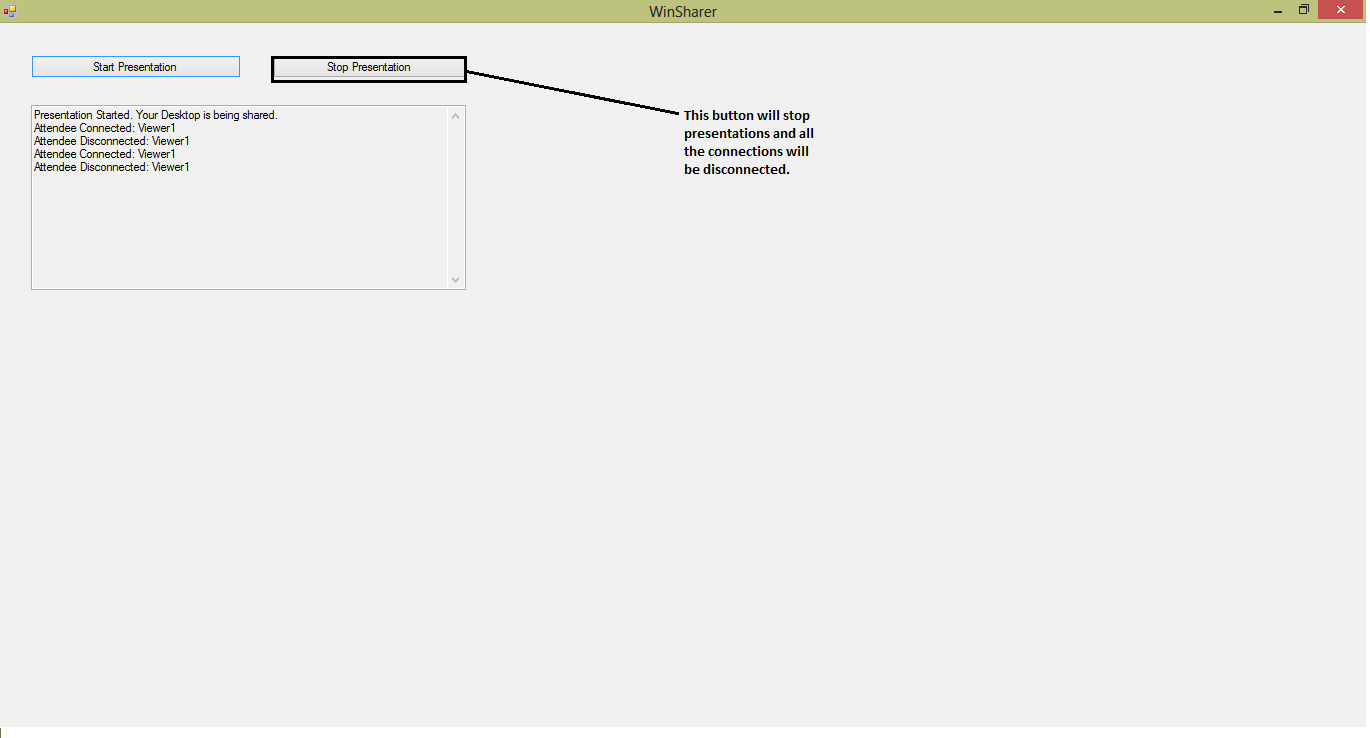 WinSharer
Start Presentation
Stop Presentation
Presentation Started. Your Desktop is being shared.
Attendee Connected: Viewer1
Attendee Disconnected: Viewer1
Attendee Connected: Viewer1
Attendee Disconnected: Viewer1
This button will stop
presentations and all
the connections will
be disconnected.